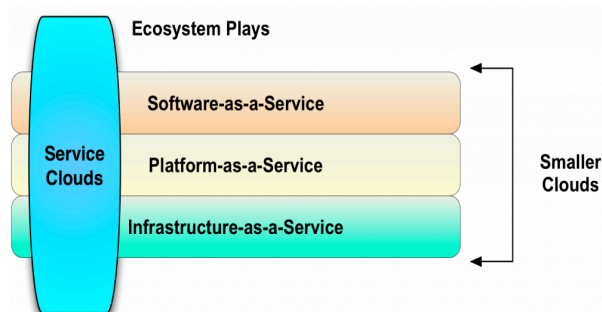 Ecosystem Plays
Software-as-a-Service
Service
Clouds
Platform-as-a-Service
Infrastructure-as-a-Service
Smaller
Clouds